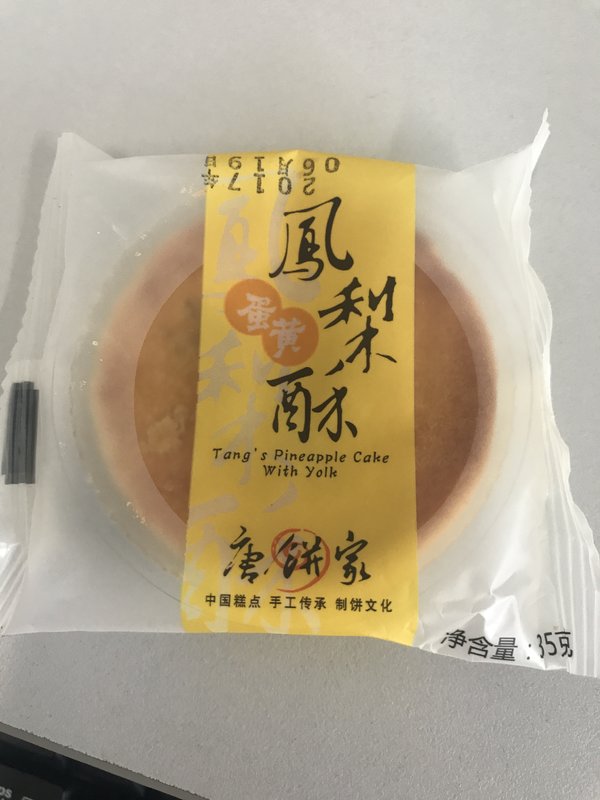 2017年
06月19日
鳳梨酥
蛋黄
Tang's Pineapple Cake
With Yolk
唐餅家
中国糕点 手工传承 制饼文化
净含量:35克